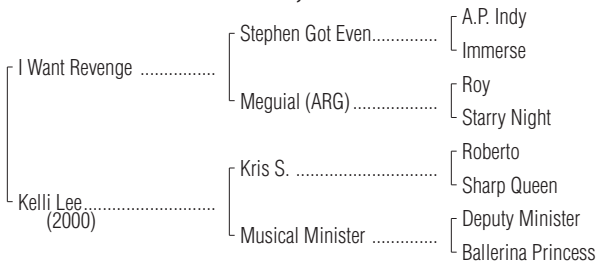 A.P. Indy
Stephen Got Even..............
Immerse
I Want Revenge ................
Roy
Meguial (ARG)..................
Starry Night
Roberto
Kris S. ..............................
Sharp Queen
Kelli Lee............................
(2000)
Deputy Minister
Musical Minister ..............
Ballerina Princess